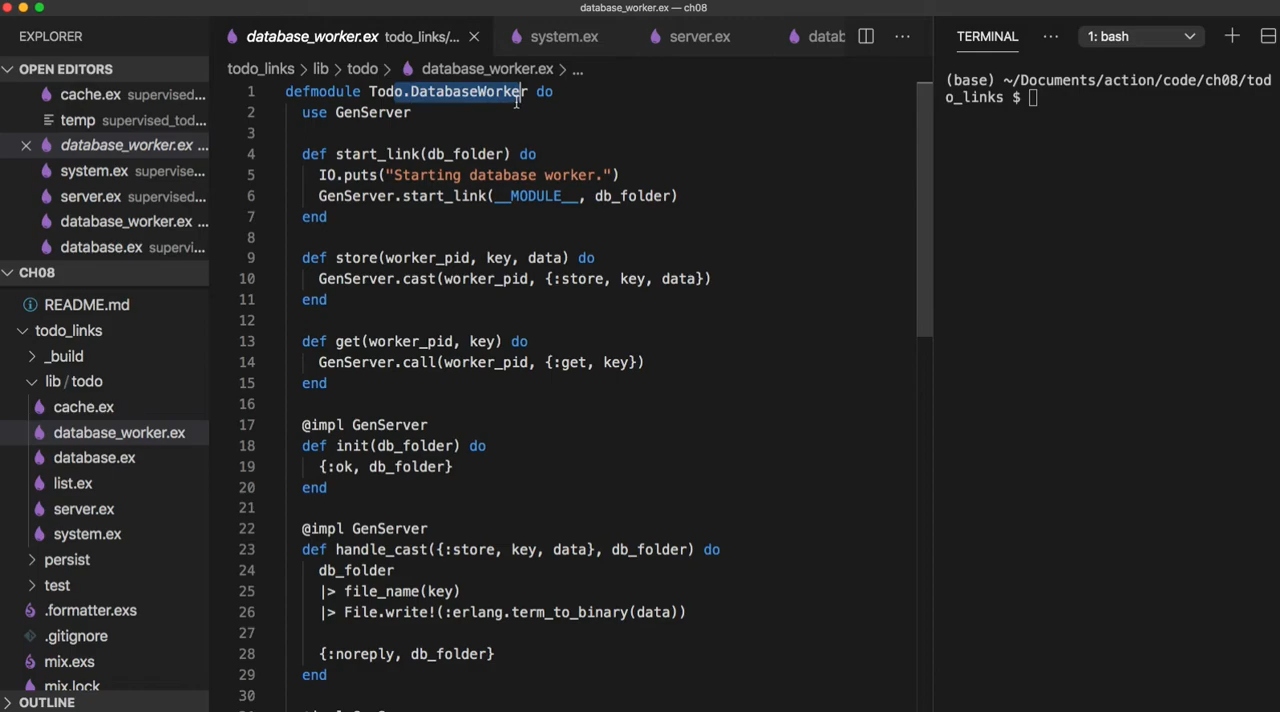 database_worker.ex — ch08
EXPLORER
OPEN EDITORS
cache.ex supervised...
temp supervised_tod...
database_worker.ex ...
system.ex supervise...
server.ex supervised...
database_worker.ex ...
database.ex supervi...
CH08
README.md
todo_links
_build
lib / todo
cache.ex
database_worker.ex
database.ex
list.ex
server.ex
system.ex
persist
test
.formatter.exs
.gitignore
mix.exs
mix.lock
OUTLINE
database_worker.ex todo_links/...
system.ex
server.ex
datab
todo_links > lib > todo > database_worker.ex > ...
1 defmodule Todo.DatabaseWorker do
2 use GenServer
3
4 def start_link(db_folder) do
5 IO.puts("Starting database worker.")
6 GenServer.start_link(__MODULE__, db_folder)
7 end
8
9 def store(worker_pid, key, data) do
10 GenServer.cast(worker_pid, {:store, key, data})
11 end
12
13 def get(worker_pid, key) do
14 GenServer.call(worker_pid, {:get, key})
15 end
16
17 @impl GenServer
18 def init(db_folder) do
19 {:ok, db_folder}
20 end
21
22 @impl GenServer
23 def handle_cast({:store, key, data}, db_folder) do
24 db_folder
25 |> file_name(key)
26 |> File.write!(:erlang.term_to_binary(data))
27
28 {:noreply, db_folder}
29 end
30
TERMINAL
1: bash
(base) ~/Documents/action/code/ch08/tod
o_links $